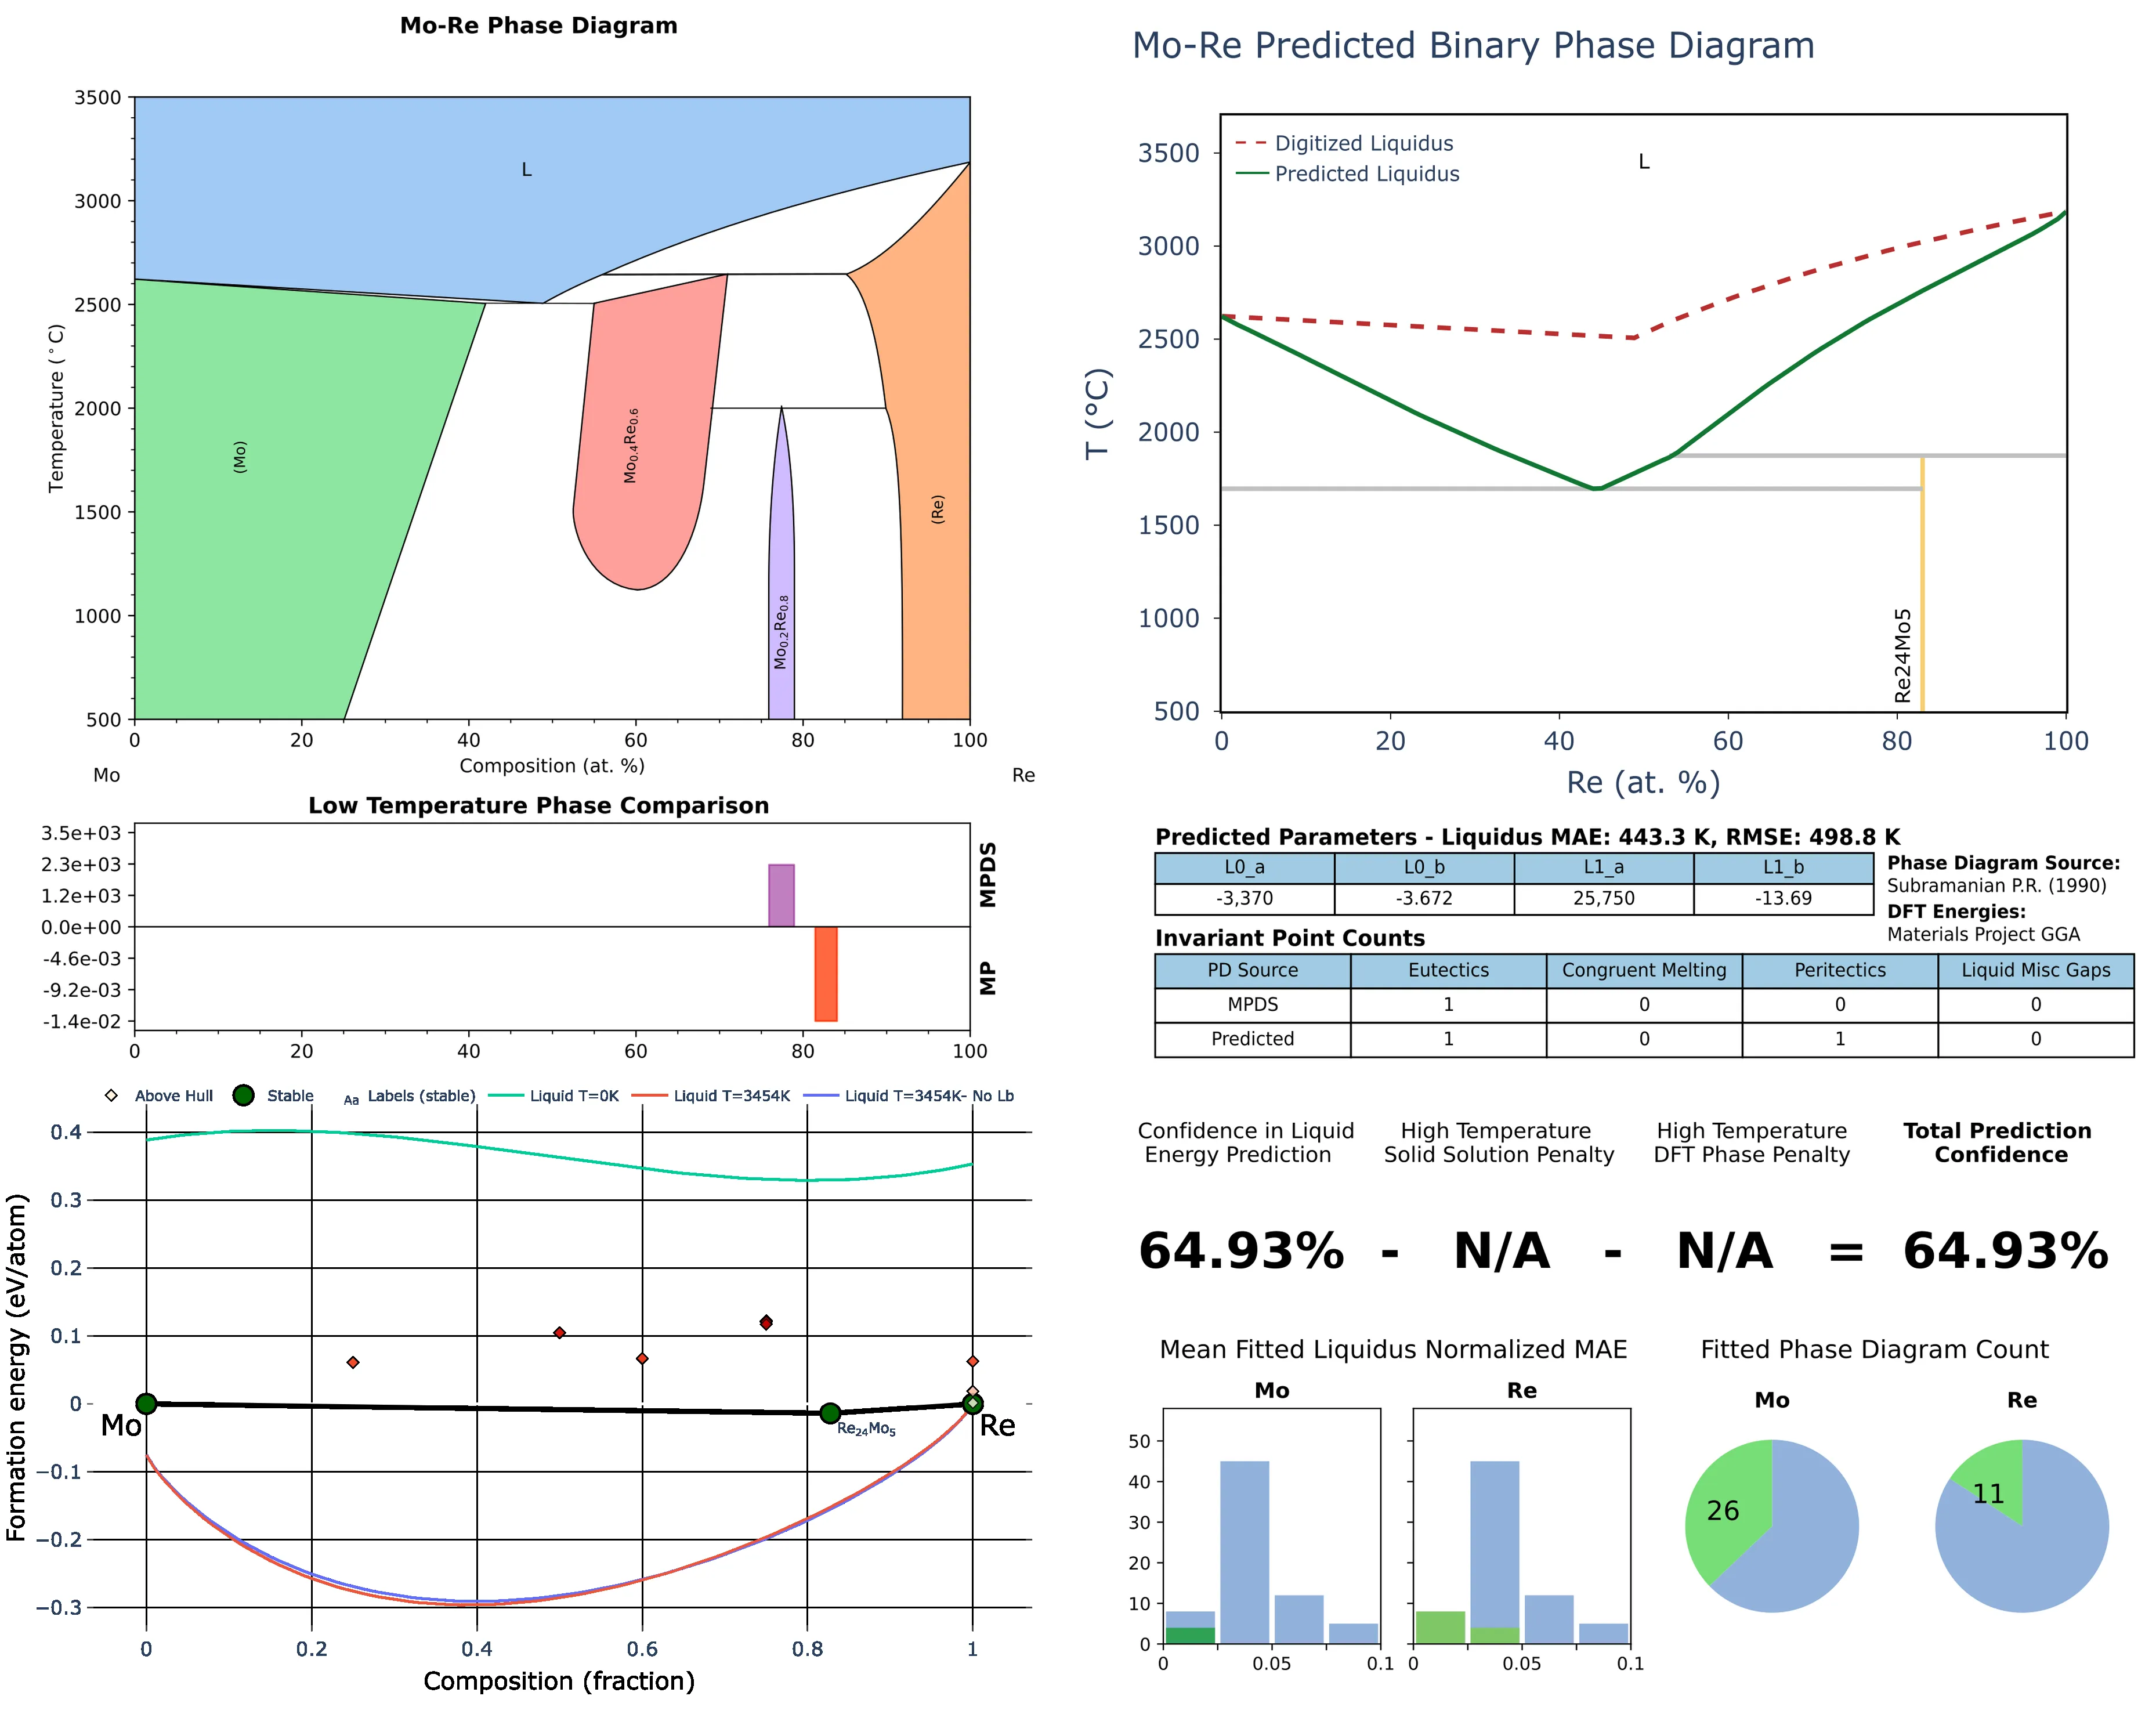 Mo-Re Phase Diagram
3500
3000
2500
2000
1500
1000
500
Temperature (°C)
L
(Mo)
Mo0.4Re0.6
Mo0.2Re0.8
(Re)
0 20 40 60 80 100
Mo Composition (at. %) Re
Low Temperature Phase Comparison
3.5e+03
2.3e+03
1.2e+03
0.0e+00
-4.6e-03
-9.2e-03
-1.4e-02
MPDS
MP
0 20 40 60 80 100
Above Hull Stable Aa Labels (stable) Liquid T=0K Liquid T=3454K Liquid T=3454K- No Lb
0.4
0.3
0.2
0.1
0
−0.1
−0.2
−0.3
Formation energy (eV/atom)
Mo
Re24Mo5
Re
0 0.2 0.4 0.6 0.8 1
Composition (fraction)
Mo-Re Predicted Binary Phase Diagram
Digitized Liquidus
Predicted Liquidus
L
3500
3000
2500
2000
1500
1000
500
T (°C)
Re24Mo5
0 20 40 60 80 100
Re (at. %)
Predicted Parameters - Liquidus MAE: 443.3 K, RMSE: 498.8 K
L0_a L0_b L1_a L1_b
-3,370 -3.672 25,750 -13.69
Phase Diagram Source:
Subramanian P.R. (1990)
DFT Energies:
Materials Project GGA
Invariant Point Counts
PD Source Eutectics Congruent Melting Peritectics Liquid Misc Gaps
MPDS 1 0 0 0
Predicted 1 0 1 0
Confidence in Liquid
Energy Prediction
High Temperature
Solid Solution Penalty
High Temperature
DFT Phase Penalty
Total Prediction
Confidence
64.93% - N/A - N/A = 64.93%
Mean Fitted Liquidus Normalized MAE
Mo Re
50
40
30
20
10
0
0 0.05 0.1 0 0.05 0.1
Fitted Phase Diagram Count
Mo Re
26 11